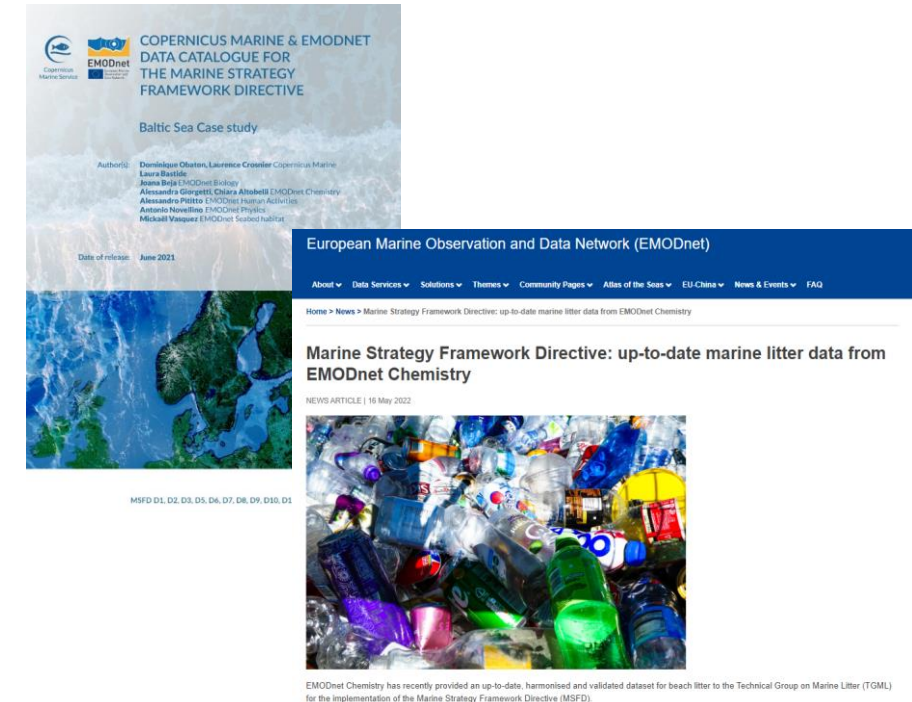 Copernicus
Marine Service
EMODnet
COPERNICUS MARINE & EMODNET
DATA CATALOGUE FOR
THE MARINE STRATEGY
FRAMEWORK DIRECTIVE
Baltic Sea Case study
Author(s): Dominique Obaton, Laurence Crosnier Copernicus Marine
Laura Bastide
Joana Beja EMODnet Biology
Alessandra Giorgetti, Chiara Altobelli EMODnet Chemistry
Alessandro Pititto EMODnet Human Activities
Antonio Novellino EMODnet Physics
Mickaël Vasquez EMODnet Seabed habitat
Date of release: June 2021
MSFD D1, D2, D3, D5, D6, D7, D8, D9, D10, D1
European Marine Observation and Data Network (EMODnet)
About Data Services Solutions Themes Community Pages Atlas of the Seas EU-China News & Events FAQ
Home > News > Marine Strategy Framework Directive: up-to-date marine litter data from EMODnet Chemistry
Marine Strategy Framework Directive: up-to-date marine litter data from
EMODnet Chemistry
NEWS ARTICLE | 16 May 2022
EMODnet Chemistry has recently provided an up-to-date, harmonised and validated dataset for beach litter to the Technical Group on Marine Litter (TGML)
for the implementation of the Marine Strategy Framework Directive (MSFD).